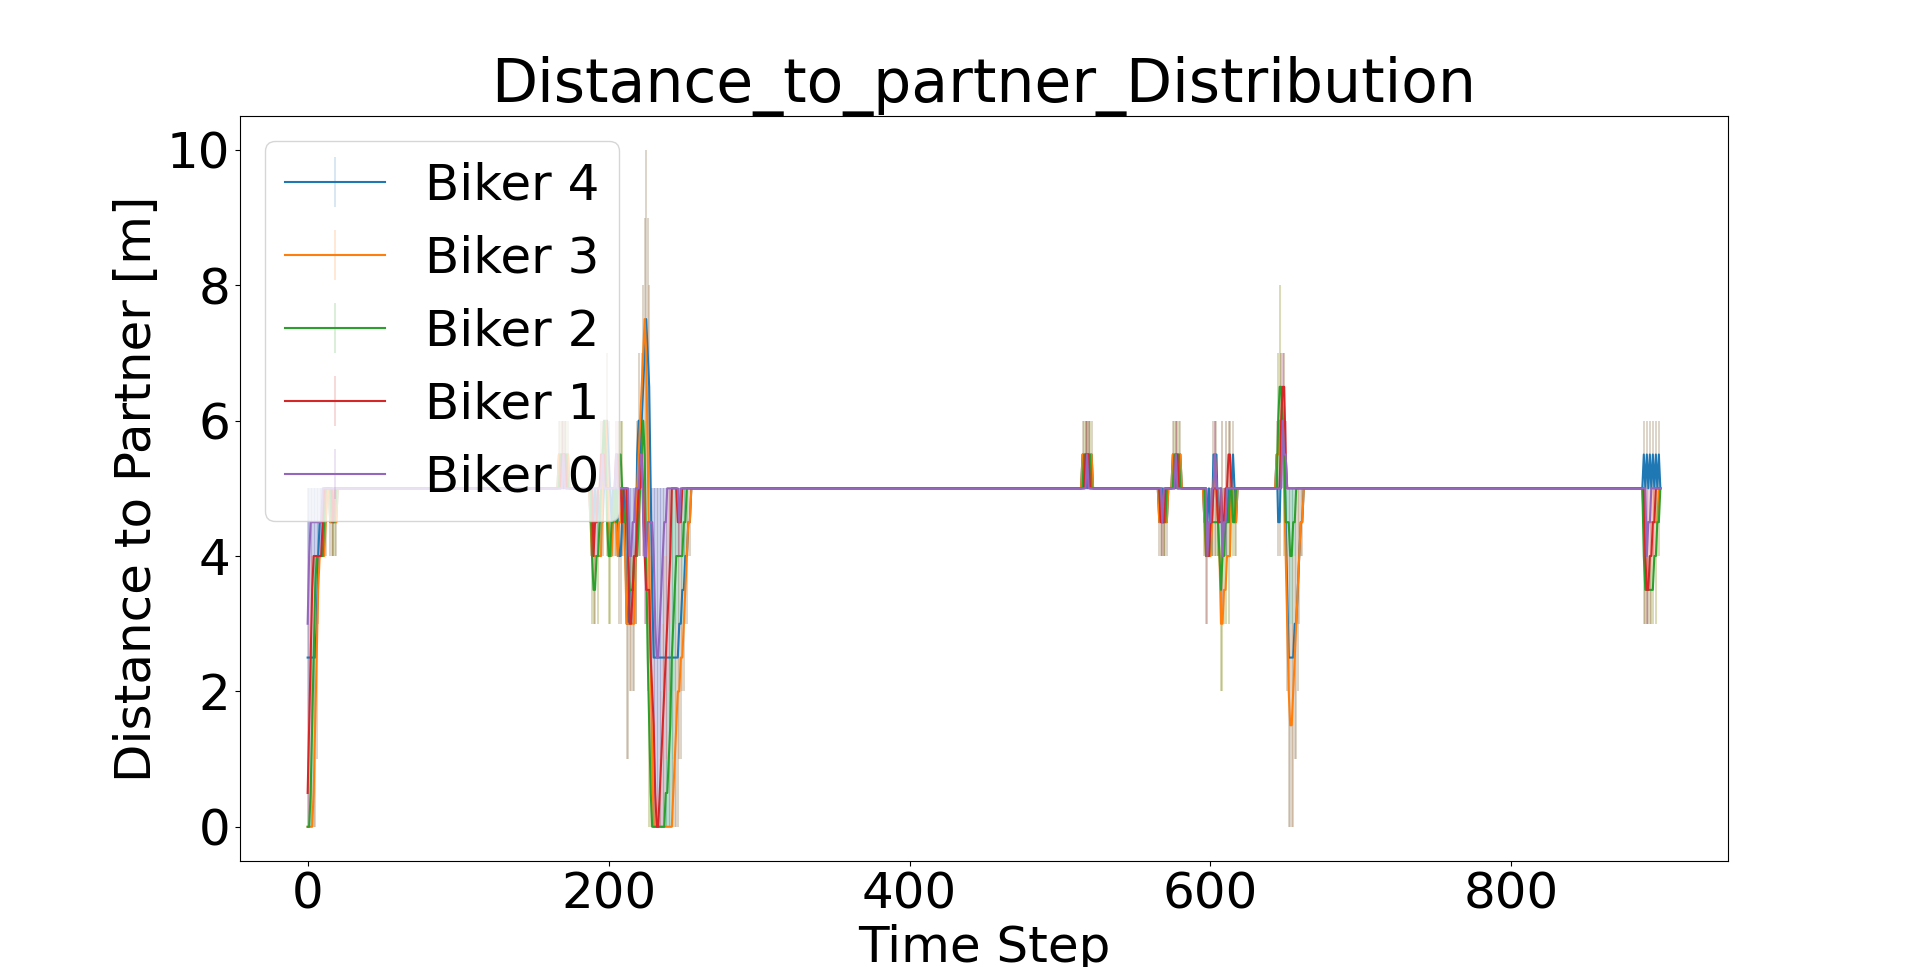 Distance_to_partner_Distribution
Distance to Partner [m]
10
8
6
4
2
0
Biker 4
Biker 3
Biker 2
Biker 1
Biker 0
0 200 400 600 800
Time Step